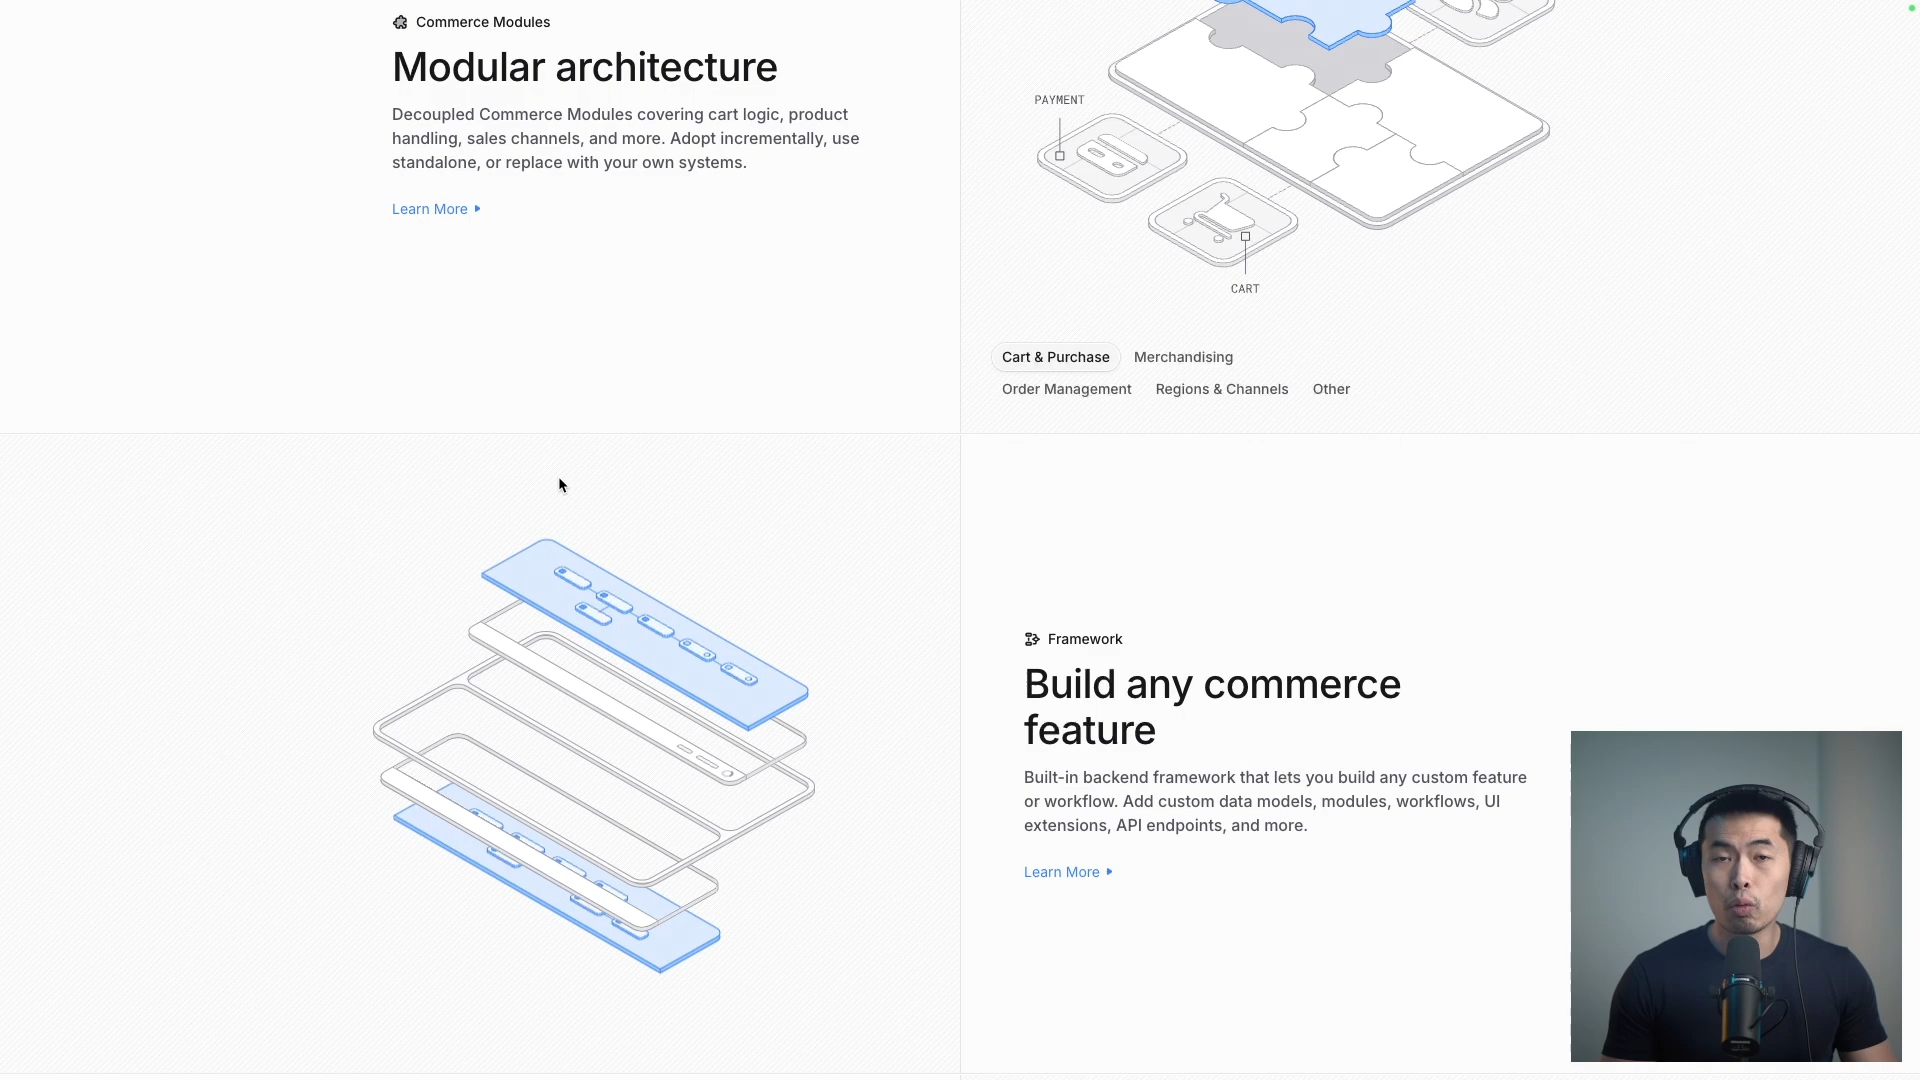 Commerce Modules
Modular architecture
Decoupled Commerce Modules covering cart logic, product
handling, sales channels, and more. Adopt incrementally, use
standalone, or replace with your own systems.
Learn More
PAYMENT
CART
Cart & Purchase
Merchandising
Order Management
Regions & Channels
Other
Framework
Build any commerce
feature
Built-in backend framework that lets you build any custom feature
or workflow. Add custom data models, modules, workflows, UI
extensions, API endpoints, and more.
Learn More